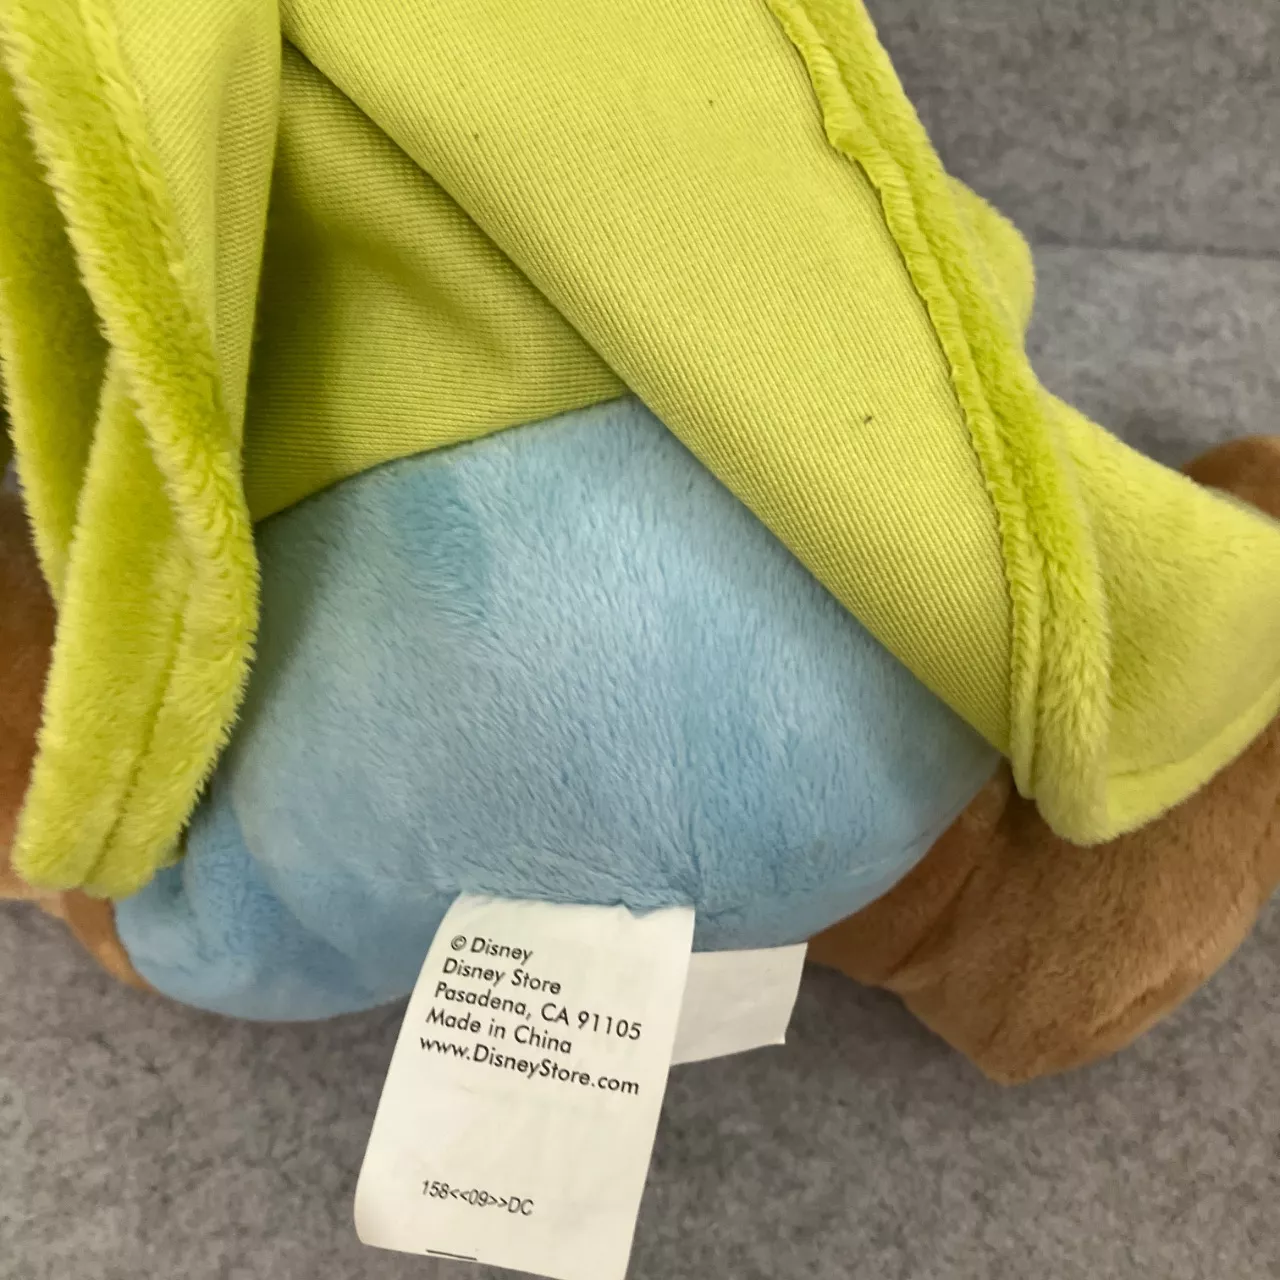 © Disney
Disney Store
Pasadena, CA 91105
Made in China
www.DisneyStore.com
158<<09>>DC